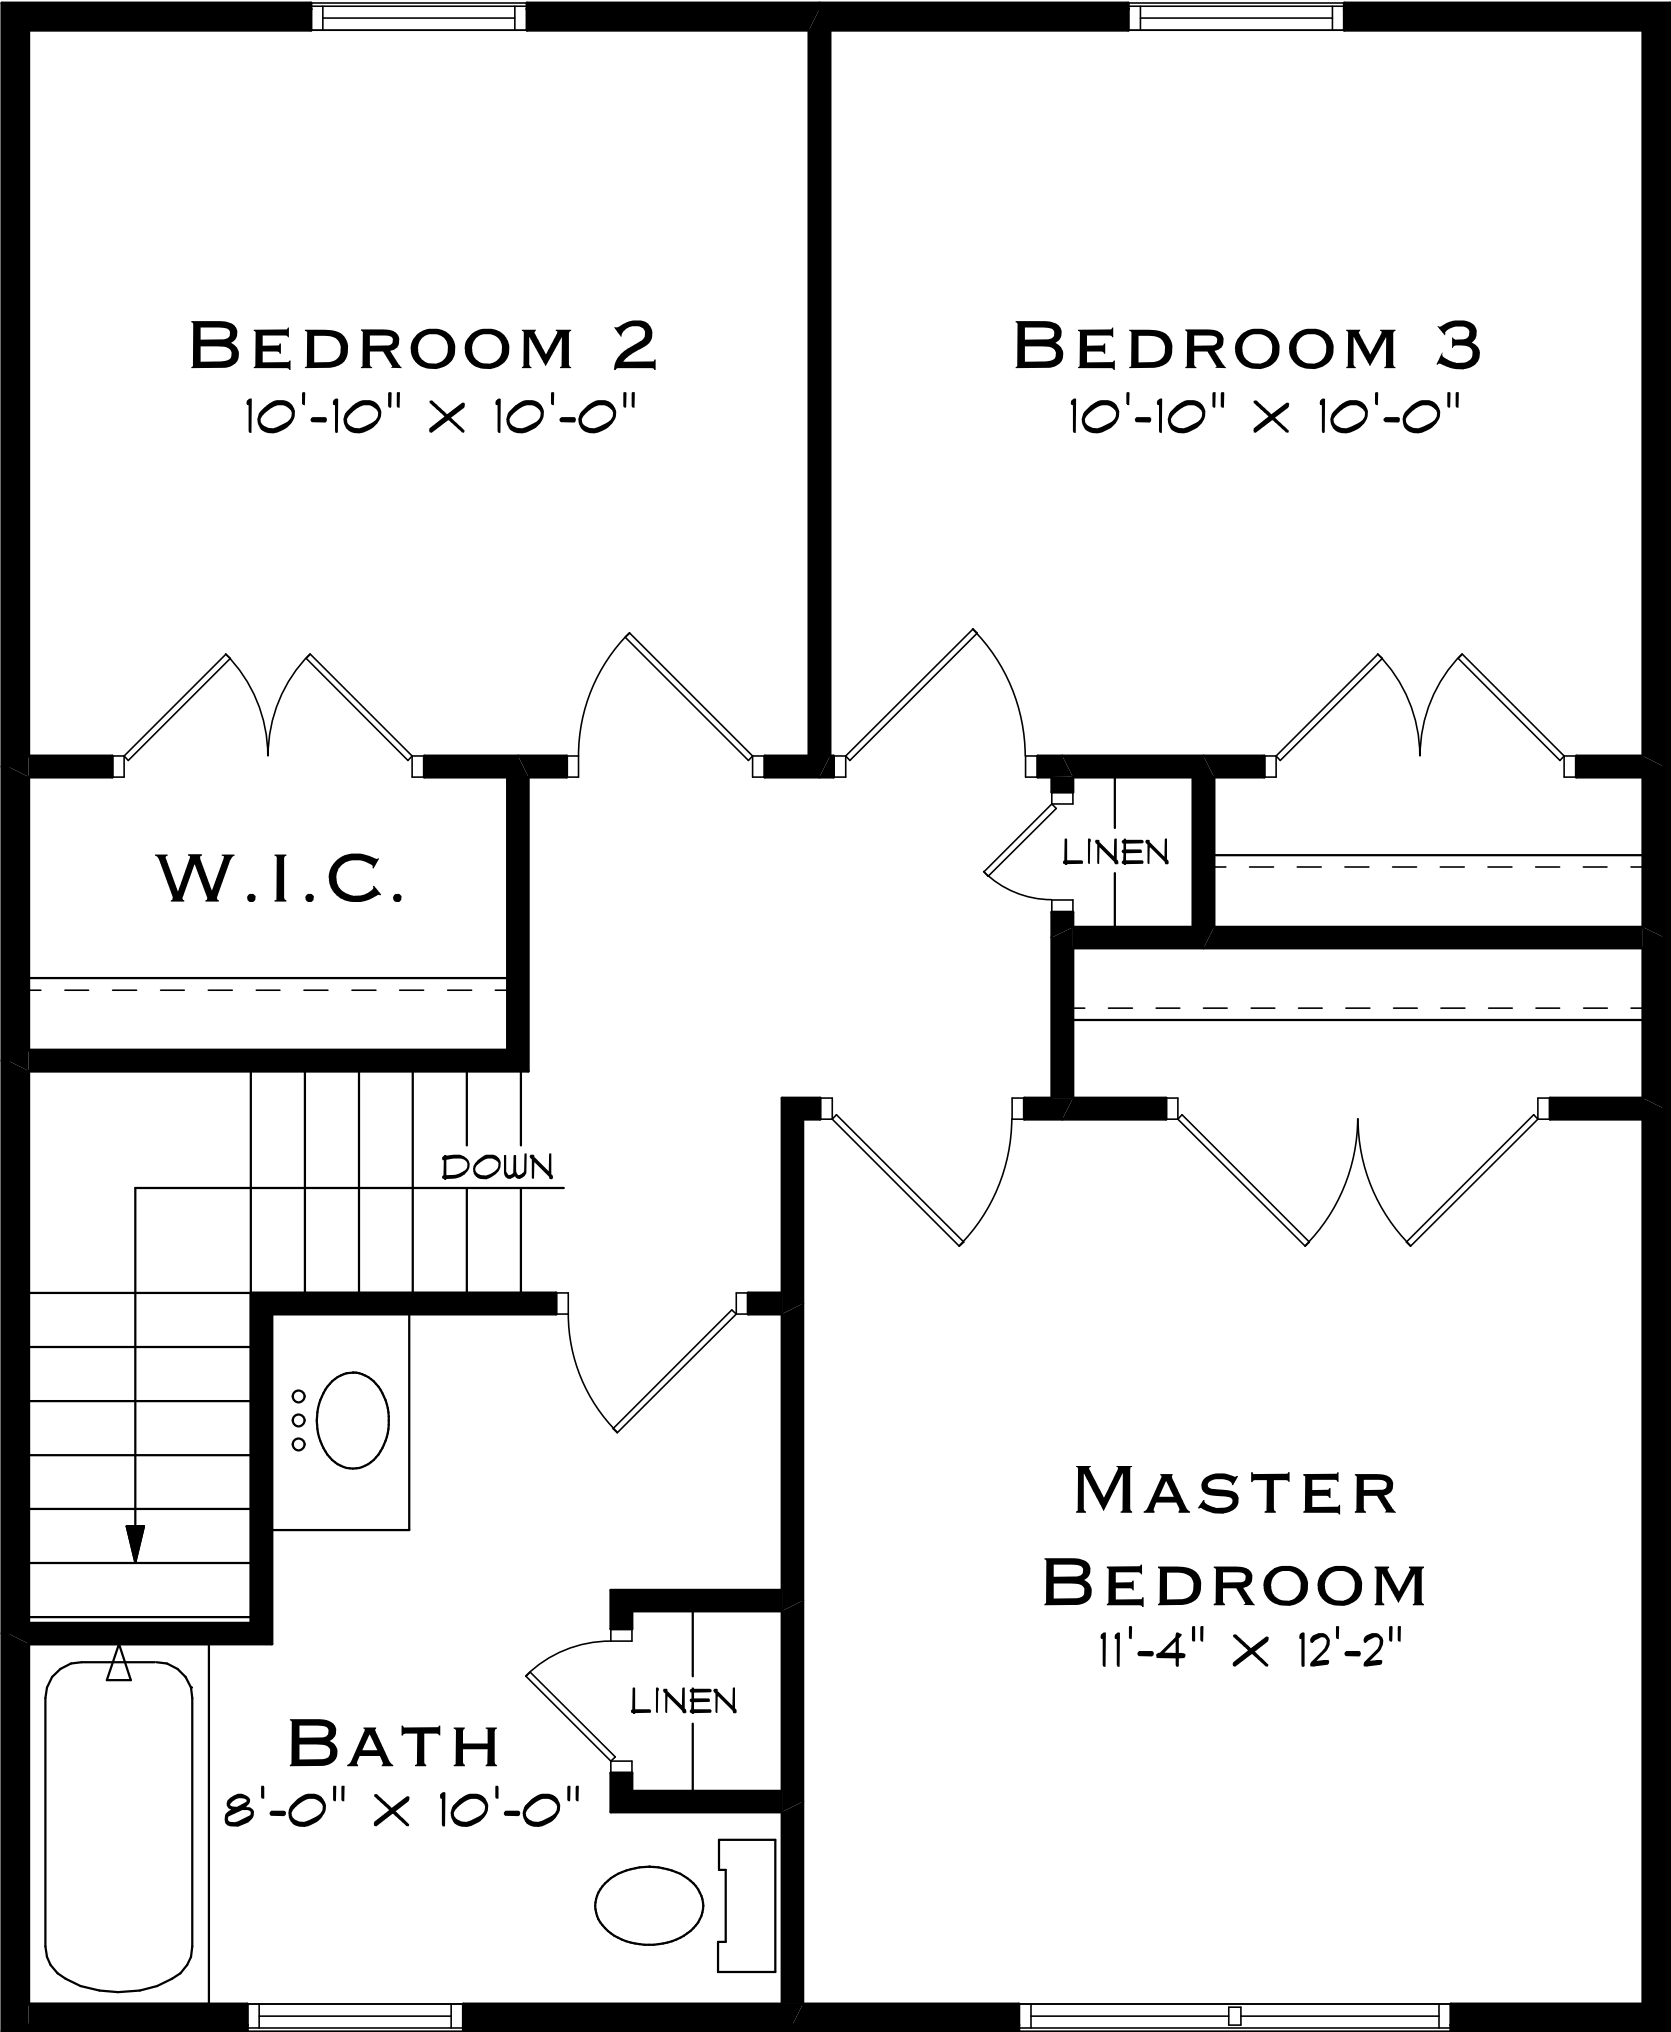 BEDROOM 2
10'-10" X 10'-0"
BEDROOM 3
10'-10" X 10'-0"
W.I.C.
LINEN
DOWN
MASTER
BEDROOM
11'-4" X 12'-2"
LINEN
BATH
8'-0" X 10'-0"